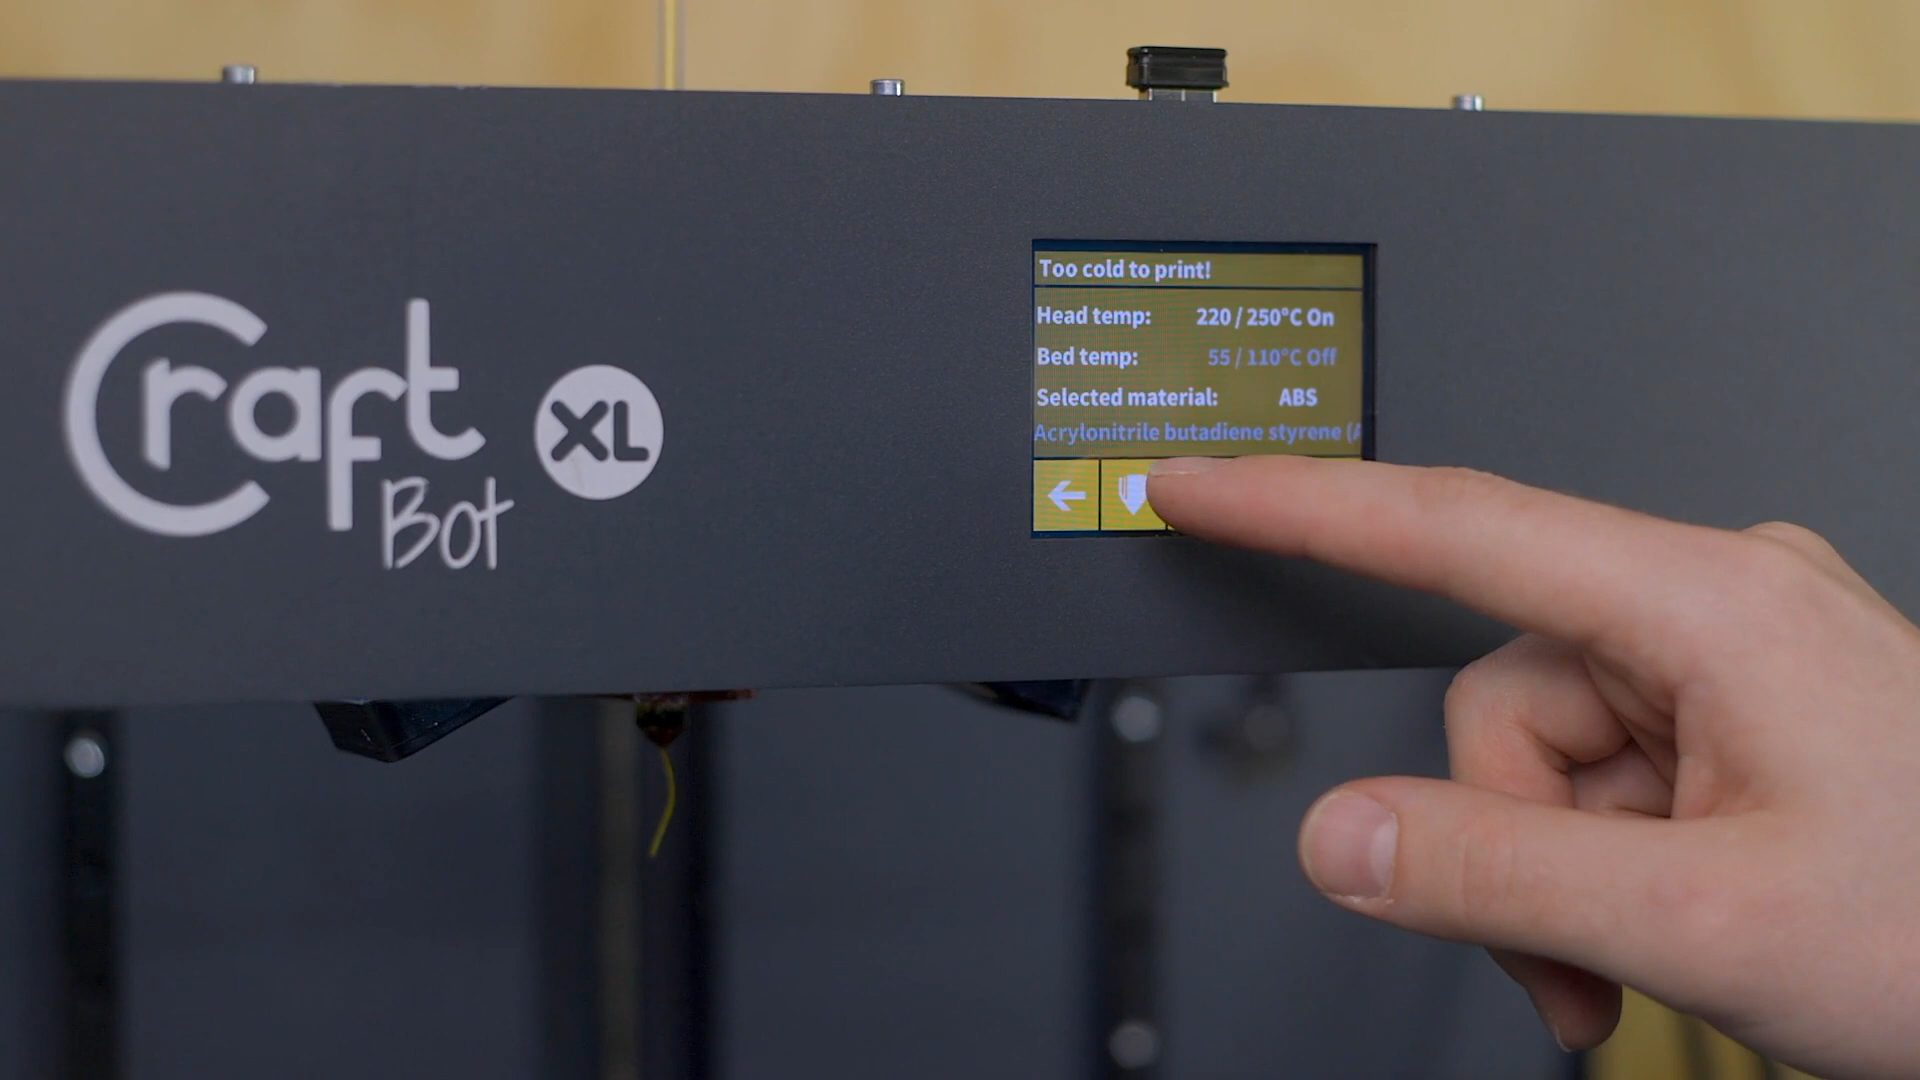 Craft
Bot
XL
Too cold to print!
Head temp: 220 / 250°C On
Bed temp: 55 / 110°C Off
Selected material: ABS
Acrylonitrile butadiene styrene (A